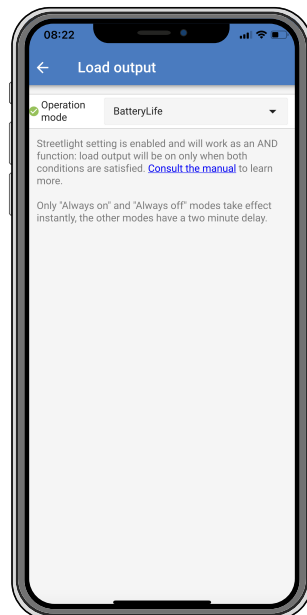 08:22
Load output
Operation
mode
BatteryLife
Streetlight setting is enabled and will work as an AND
function: load output will be on only when both
conditions are satisfied. Consult the manual to learn
more.
Only "Always on" and "Always off" modes take effect
instantly, the other modes have a two minute delay.